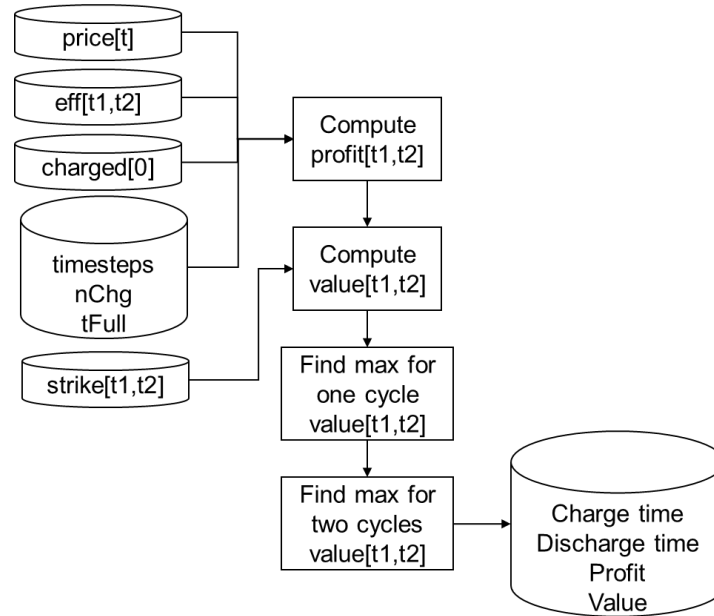 price[t]
eff[t1,t2]
charged[0]
timesteps
nChg
tFull
strike[t1,t2]
Compute
profit[t1,t2]
Compute
value[t1,t2]
Find max for
one cycle
value[t1,t2]
Find max for
two cycles
value[t1,t2]
Charge time
Discharge time
Profit
Value